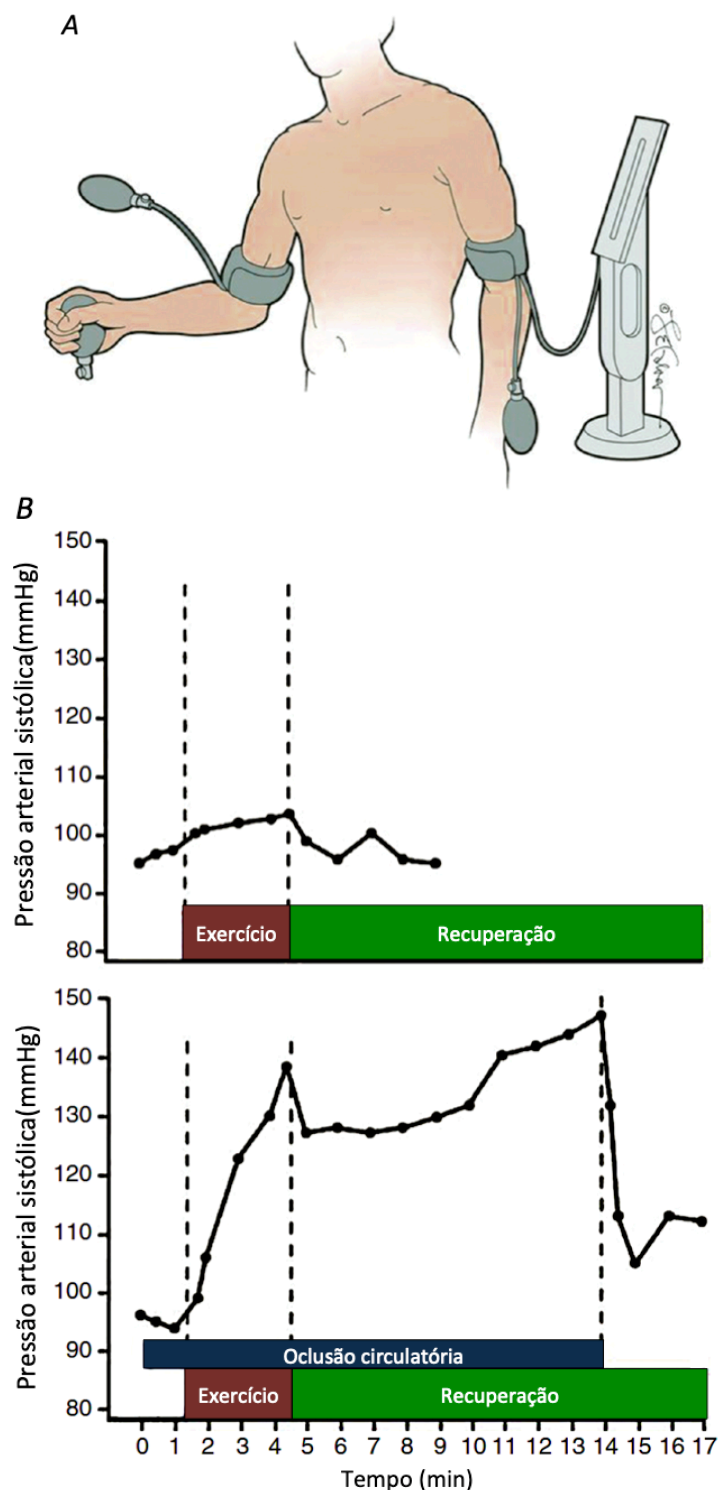 A
B
Pressão arterial sistólica(mmHg)
150
140
130
120
110
100
90
80
Exercício
Recuperação
Pressão arterial sistólica(mmHg)
150
140
130
120
110
100
90
80
Oclusão circulatória
Exercício
Recuperação
0 1 2 3 4 5 6 7 8 9 10 11 12 13 14 15 16 17
Tempo (min)